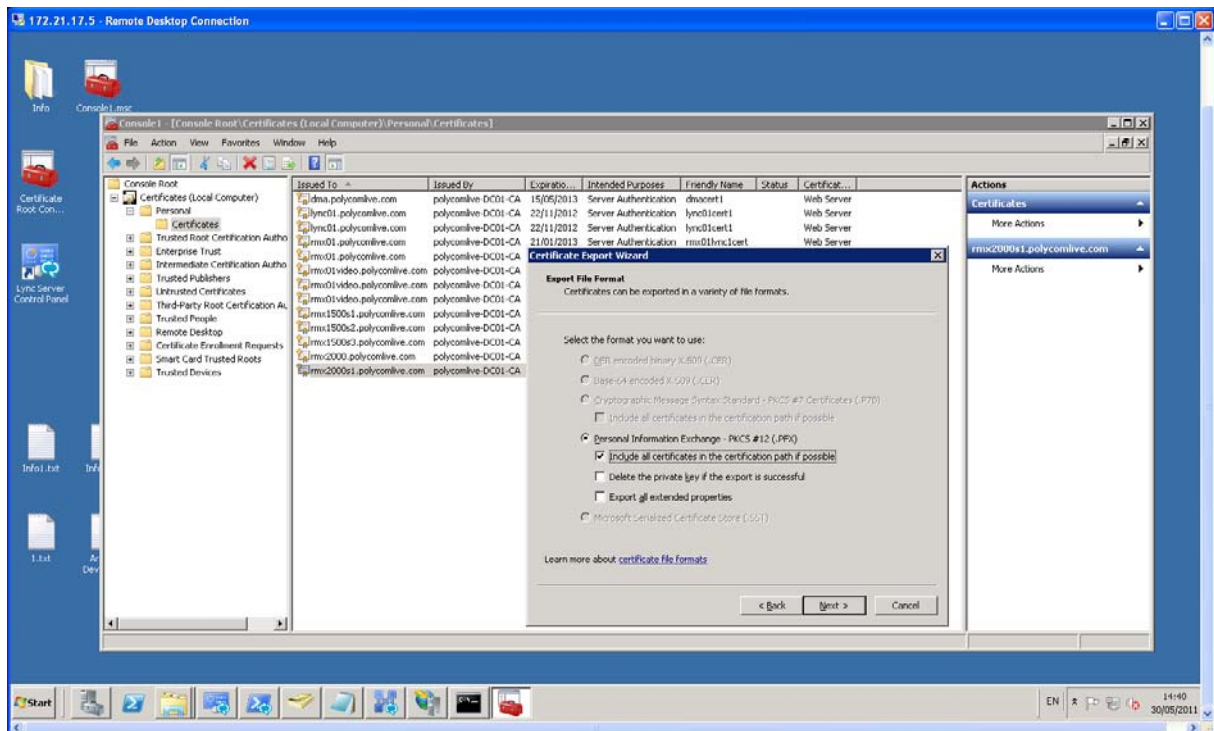 172.21.17.5 - Remote Desktop Connection
Info
Console1.msc
Certificate
Root Con...
Lync Server
Control Panel
Info1.txt
1.txt
Console1 - [Console Root\Certificates (Local Computer)\Personal\Certificates]
File Action View Favorites Window Help
Console Root
Certificates (Local Computer)
Personal
Certificates
Trusted Root Certification Autho
Enterprise Trust
Intermediate Certification Autho
Trusted Publishers
Untrusted Certificates
Third-Party Root Certification Au
Trusted People
Remote Desktop
Certificate Enrollment Requests
Smart Card Trusted Roots
Trusted Devices
Issued To Issued By Expiratio... Intended Purposes Friendly Name Status Certificat...
dma.polycomlive.com polycomlive-DC01-CA 15/05/2013 Server Authentication dmacert1 Web Server
lync01.polycomlive.com polycomlive-DC01-CA 22/11/2012 Server Authentication lync01cert1 Web Server
lync01.polycomlive.com polycomlive-DC01-CA 22/11/2012 Server Authentication lync01cert1 Web Server
rmx01.polycomlive.com polycomlive-DC01-CA 21/01/2013 Server Authentication rmx01lync1cert Web Server
rmx01.polycomlive.com polycomlive-DC01-CA
rmx01video.polycomlive.com polycomlive-DC01-CA
rmx01video.polycomlive.com polycomlive-DC01-CA
rmx1500s1.polycomlive.com polycomlive-DC01-CA
rmx1500s2.polycomlive.com polycomlive-DC01-CA
rmx1500s3.polycomlive.com polycomlive-DC01-CA
rmx2000.polycomlive.com polycomlive-DC01-CA
rmx2000s1.polycomlive.com polycomlive-DC01-CA
Certificate Export Wizard
Export File Format
Certificates can be exported in a variety of file formats.
Select the format you want to use:
DER encoded binary X.509 (.CER)
Base-64 encoded X.509 (.CER)
Cryptographic Message Syntax Standard - PKCS #7 Certificates (.P7B)
Include all certificates in the certification path if possible
Personal Information Exchange - PKCS #12 (.PFX)
Include all certificates in the certification path if possible
Delete the private key if the export is successful
Export all extended properties
Microsoft Serialized Certificate Store (.SST)
Learn more about certificate file formats
< Back Next > Cancel
Actions
Certificates
More Actions
rmx2000s1.polycomlive.com
More Actions
Start
EN
14:40
30/05/2011